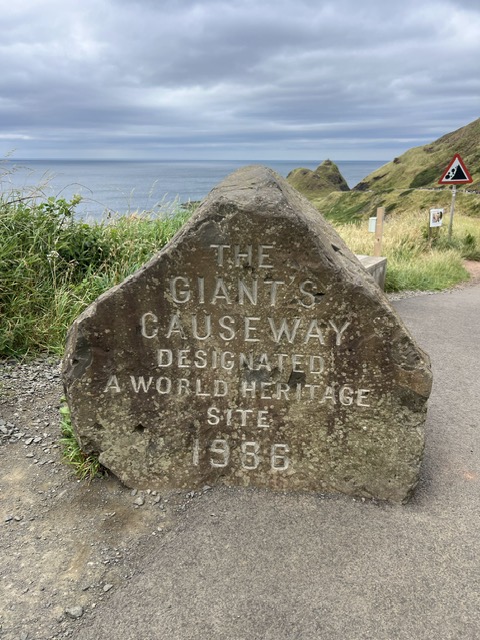 THE
GIANT'S
CAUSEWAY
DESIGNATED
A WORLD HERITAGE
SITE
1986